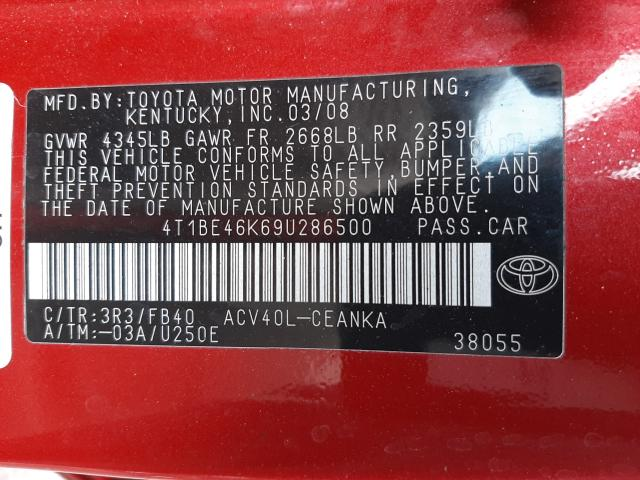 MFD.BY:TOYOTA MOTOR MANUFACTURING,
KENTUCKY,INC.03/08
GVWR 4345LB GAWR FR 2668LB RR 2359LB
THIS VEHICLE CONFORMS TO ALL APPLICABLE
FEDERAL MOTOR VEHICLE SAFETY,BUMPER,AND
THEFT PREVENTION STANDARDS IN EFFECT ON
THE DATE OF MANUFACTURE SHOWN ABOVE.
4T1BE46K69U286500 PASS.CAR
C/TR:3R3/FB40 ACV40L-CEANKA
A/TM:-03A/U250E
38055